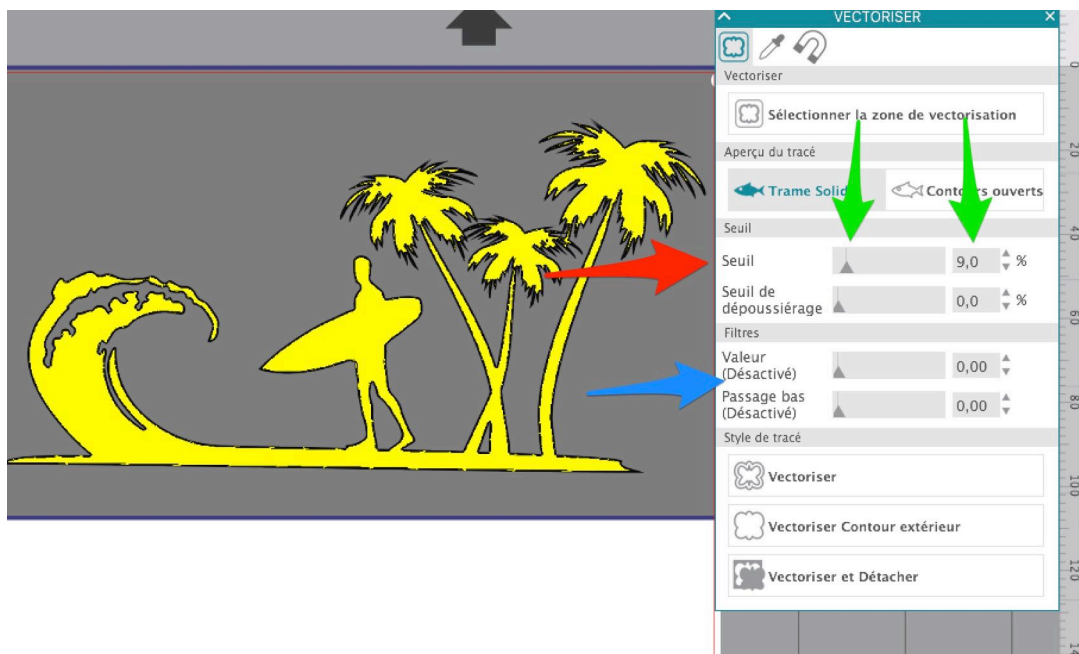 VECTORISER
Vectoriser
Sélectionner la zone de vectorisation
Aperçu du tracé
Trame Solid
Contours ouverts
Seuil
Seuil 9,0 %
Seuil de
dépoussiérage 0,0 %
Filtres
Valeur
(Désactivé) 0,00
Passage bas
(Désactivé) 0,00
Style de tracé
Vectoriser
Vectoriser Contour extérieur
Vectoriser et Détacher
0
20
40
60
80
100
120
14